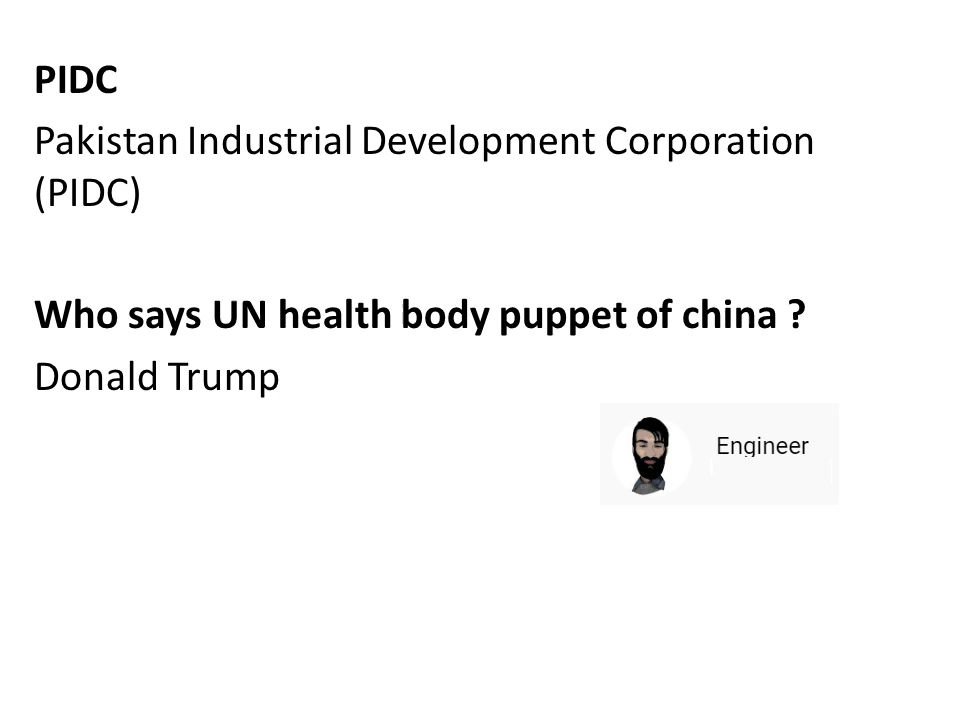 PIDC
Pakistan Industrial Development Corporation
(PIDC)
Who says UN health body puppet of china ?
Donald Trump
Engineer